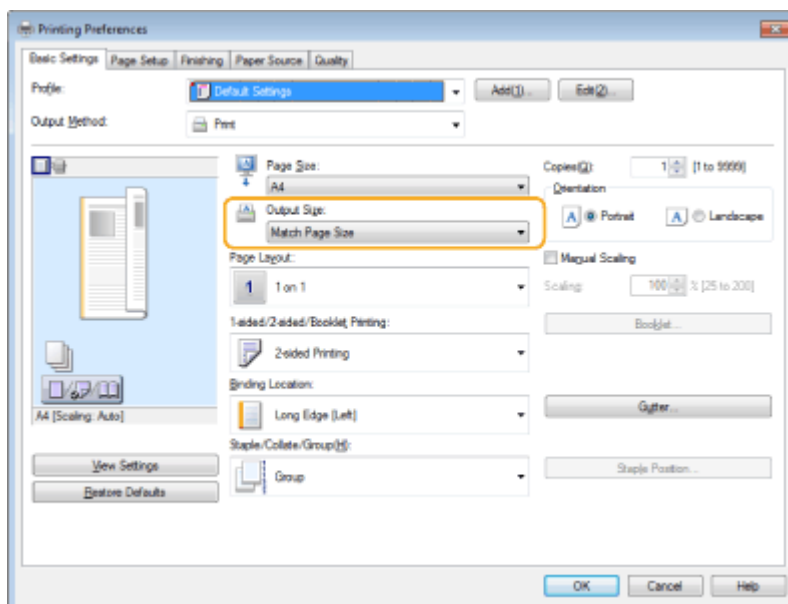 Printing Preferences
Basic Settings Page Setup Finishing Paper Source Quality
Profile: Default Settings Add(1)... Edit(2)...
Output Method: Print
Page Size: Copies(Q): 1 [1 to 9999]
A4 Orientation
Output Size: A Portrait A Landscape
Match Page Size
Page Layout: Manual Scaling
1 1 on 1 Scaling: 100 % [25 to 200]
1-sided/2-sided/Booklet Printing: Booklet...
2-sided Printing
Binding Location:
A4 [Scaling: Auto] Long Edge (Left) Gutter...
Staple/Collate/Group(H):
View Settings Group Staple Position...
Restore Defaults
OK Cancel Help